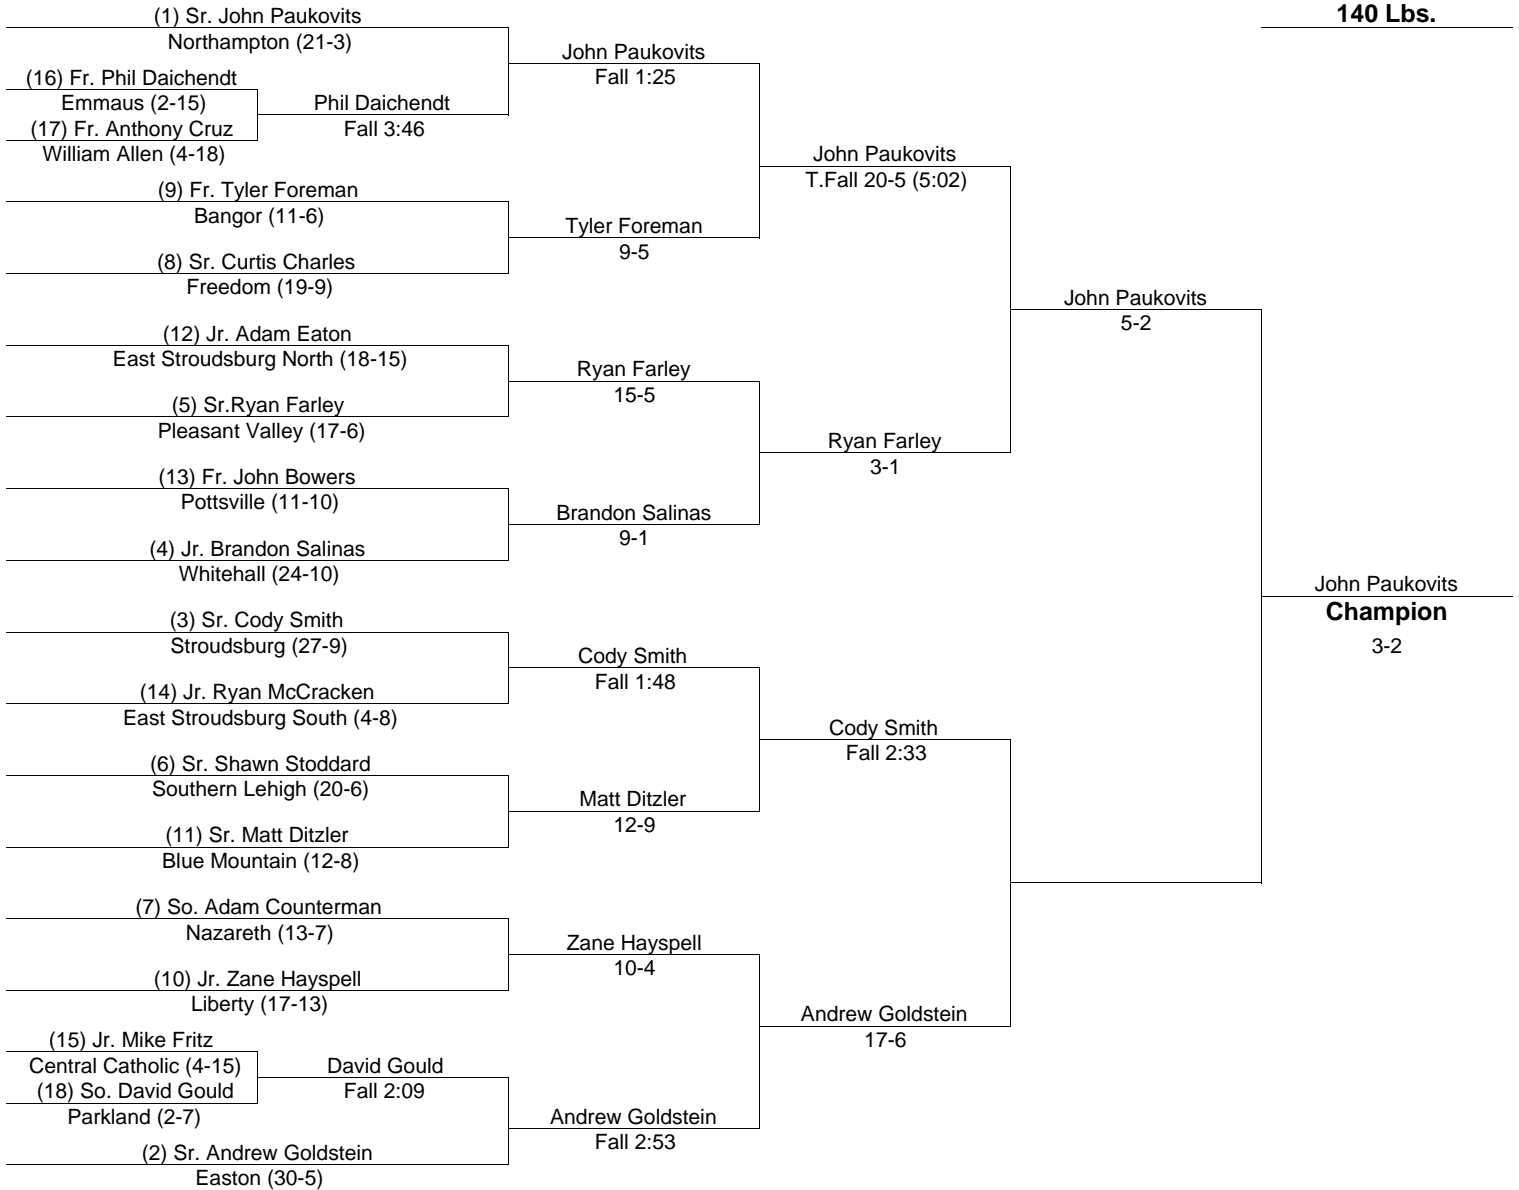 140 Lbs.
(1) Sr. John Paukovits
Northampton (21-3)
(16) Fr. Phil Daichendt
Emmaus (2-15)
(17) Fr. Anthony Cruz
William Allen (4-18)
(9) Fr. Tyler Foreman
Bangor (11-6)
(8) Sr. Curtis Charles
Freedom (19-9)
(12) Jr. Adam Eaton
East Stroudsburg North (18-15)
(5) Sr.Ryan Farley
Pleasant Valley (17-6)
(13) Fr. John Bowers
Pottsville (11-10)
(4) Jr. Brandon Salinas
Whitehall (24-10)
(3) Sr. Cody Smith
Stroudsburg (27-9)
(14) Jr. Ryan McCracken
East Stroudsburg South (4-8)
(6) Sr. Shawn Stoddard
Southern Lehigh (20-6)
(11) Sr. Matt Ditzler
Blue Mountain (12-8)
(7) So. Adam Counterman
Nazareth (13-7)
(10) Jr. Zane Hayspell
Liberty (17-13)
(15) Jr. Mike Fritz
Central Catholic (4-15)
(18) So. David Gould
Parkland (2-7)
(2) Sr. Andrew Goldstein
Easton (30-5)
Phil Daichendt
Fall 3:46
David Gould
Fall 2:09
John Paukovits
Fall 1:25
Tyler Foreman
9-5
Ryan Farley
15-5
Brandon Salinas
9-1
Cody Smith
Fall 1:48
Matt Ditzler
12-9
Zane Hayspell
10-4
Andrew Goldstein
Fall 2:53
John Paukovits
T.Fall 20-5 (5:02)
Ryan Farley
3-1
Cody Smith
Fall 2:33
Andrew Goldstein
17-6
John Paukovits
5-2
John Paukovits
Champion
3-2